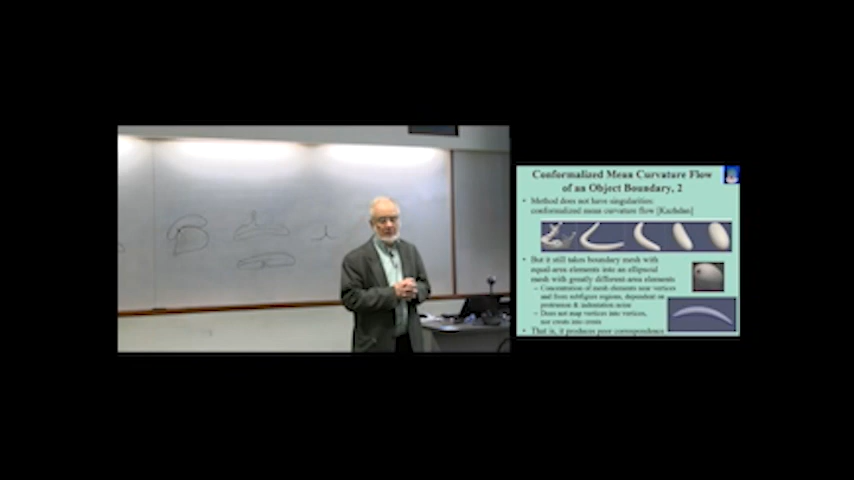 Conformalized Mean Curvature Flow
of an Object Boundary, 2
• Method does not have singularities:
conformalized mean curvature flow [Kazhdan]
• But it still takes boundary mesh with
equal-area elements into an ellipsoid
mesh with greatly different-area elements
– Concentration of mesh elements near vertices
and from subfigure regions, dependent on
protrusion & indentation noise
– Does not map vertices into vertices,
nor crests into crests
• That is, it produces poor correspondence